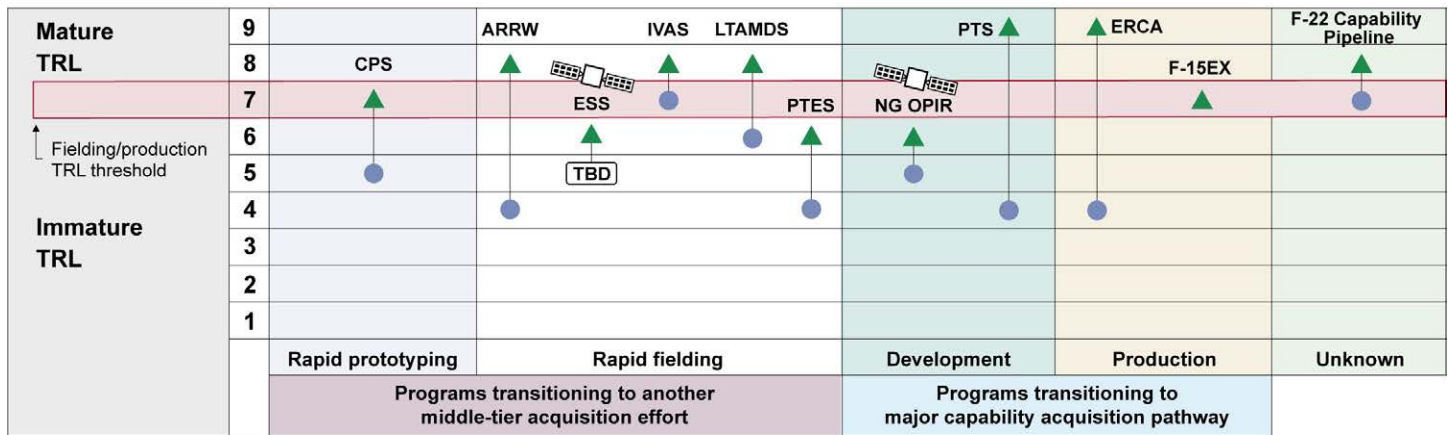 Mature
TRL
Fielding/production
TRL threshold
Immature
TRL
9
8
7
6
5
4
3
2
1
CPS
ARRW
ESS
TBD
IVAS
LTAMDS
PTES
NG OPIR
PTS
ERCA
F-15EX
F-22 Capability
Pipeline
Rapid prototyping
Rapid fielding
Development
Production
Unknown
Programs transitioning to another
middle-tier acquisition effort
Programs transitioning to
major capability acquisition pathway